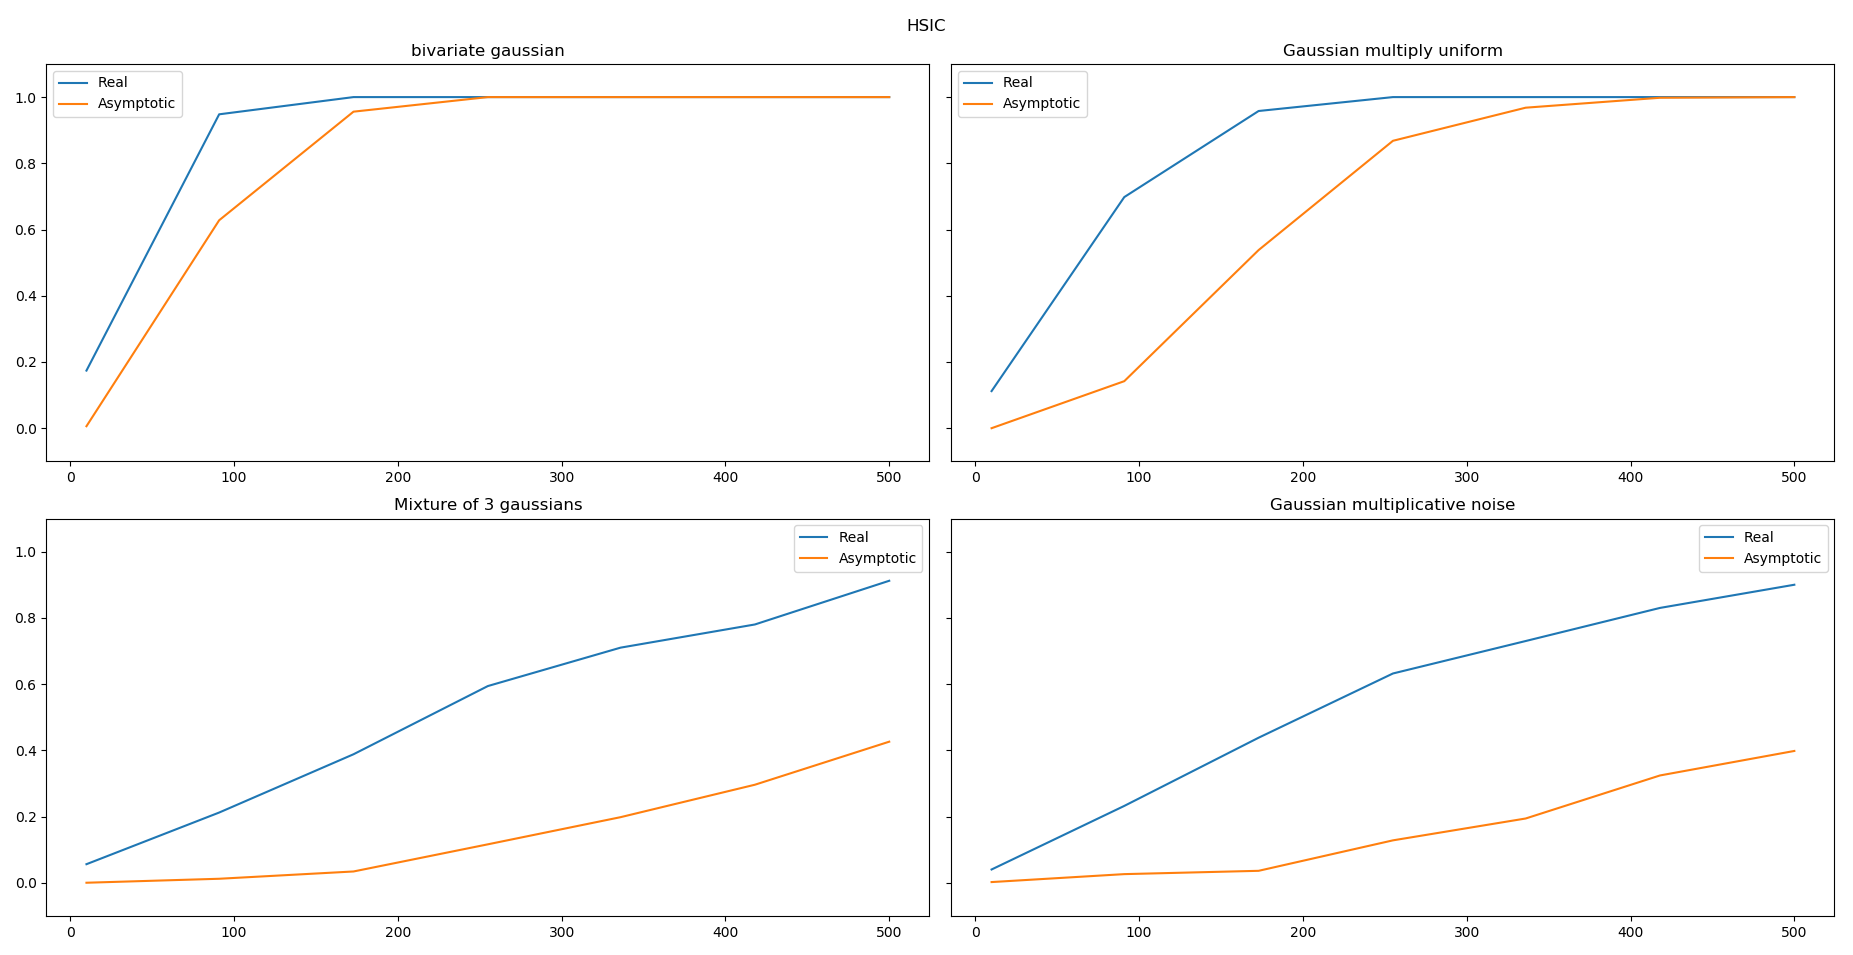 HSIC
bivariate gaussian
Real
Asymptotic
1.0
0.8
0.6
0.4
0.2
0.0
0 100 200 300 400 500
Gaussian multiply uniform
Real
Asymptotic
0 100 200 300 400 500
Mixture of 3 gaussians
Real
Asymptotic
1.0
0.8
0.6
0.4
0.2
0.0
0 100 200 300 400 500
Gaussian multiplicative noise
Real
Asymptotic
0 100 200 300 400 500